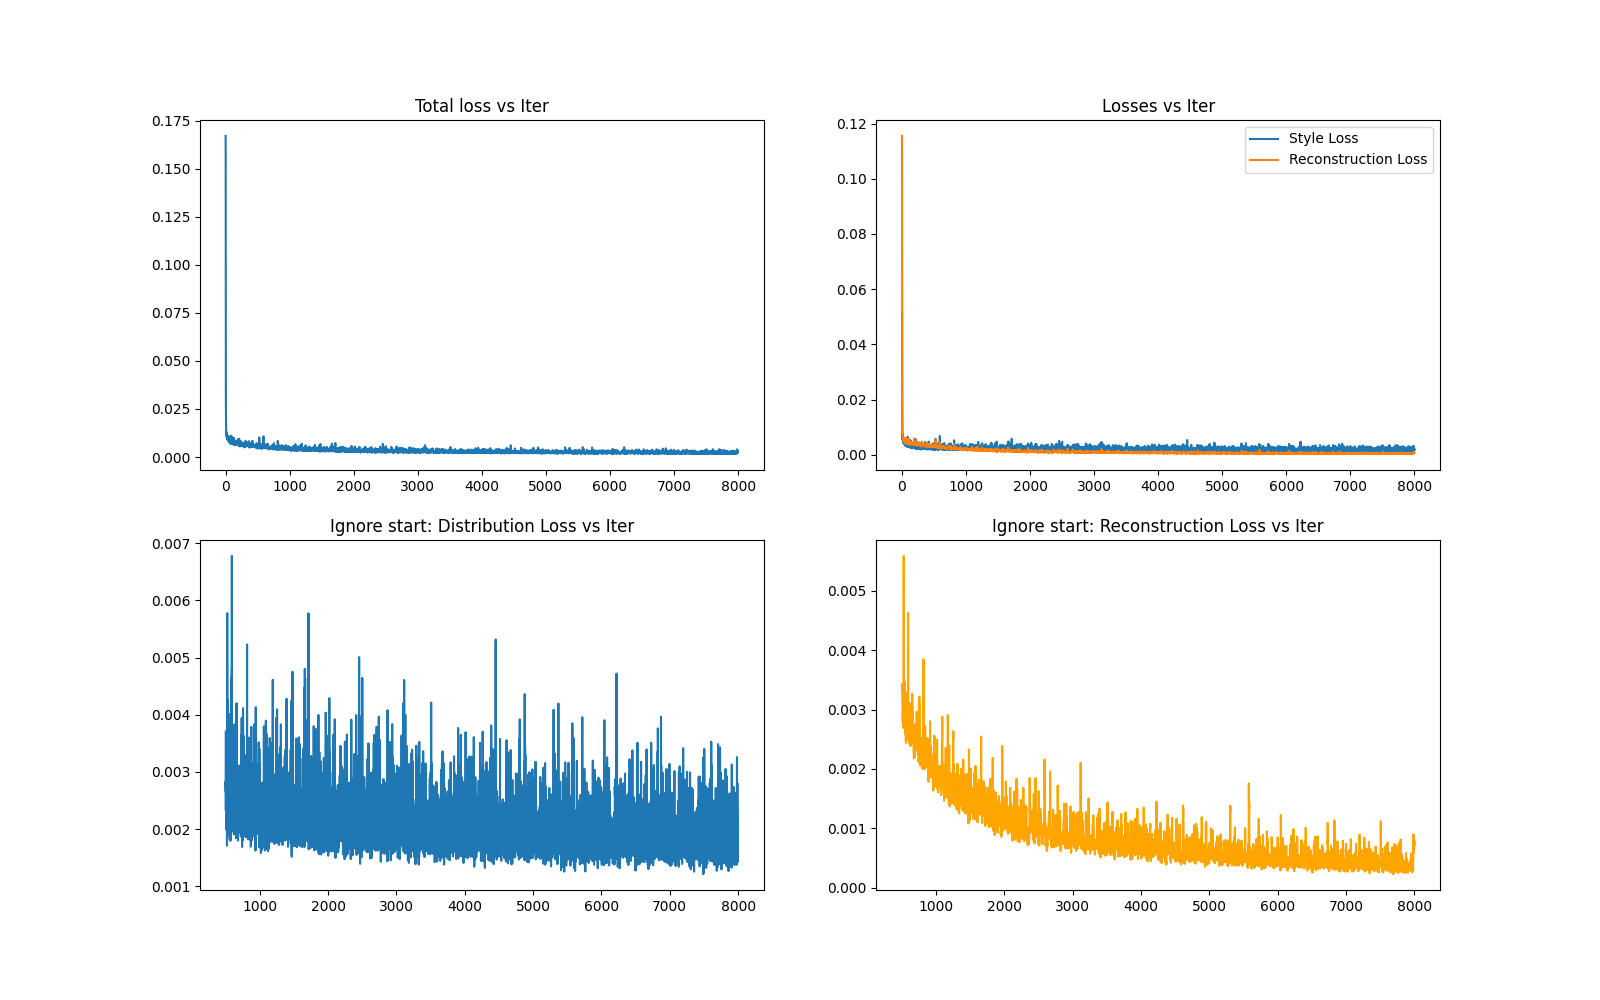 Total loss vs Iter
0.175
0.150
0.125
0.100
0.075
0.050
0.025
0.000
0 1000 2000 3000 4000 5000 6000 7000 8000
Losses vs Iter
Style Loss
Reconstruction Loss
0.12
0.10
0.08
0.06
0.04
0.02
0.00
0 1000 2000 3000 4000 5000 6000 7000 8000
Ignore start: Distribution Loss vs Iter
0.007
0.006
0.005
0.004
0.003
0.002
0.001
1000 2000 3000 4000 5000 6000 7000 8000
Ignore start: Reconstruction Loss vs Iter
0.005
0.004
0.003
0.002
0.001
0.000
1000 2000 3000 4000 5000 6000 7000 8000